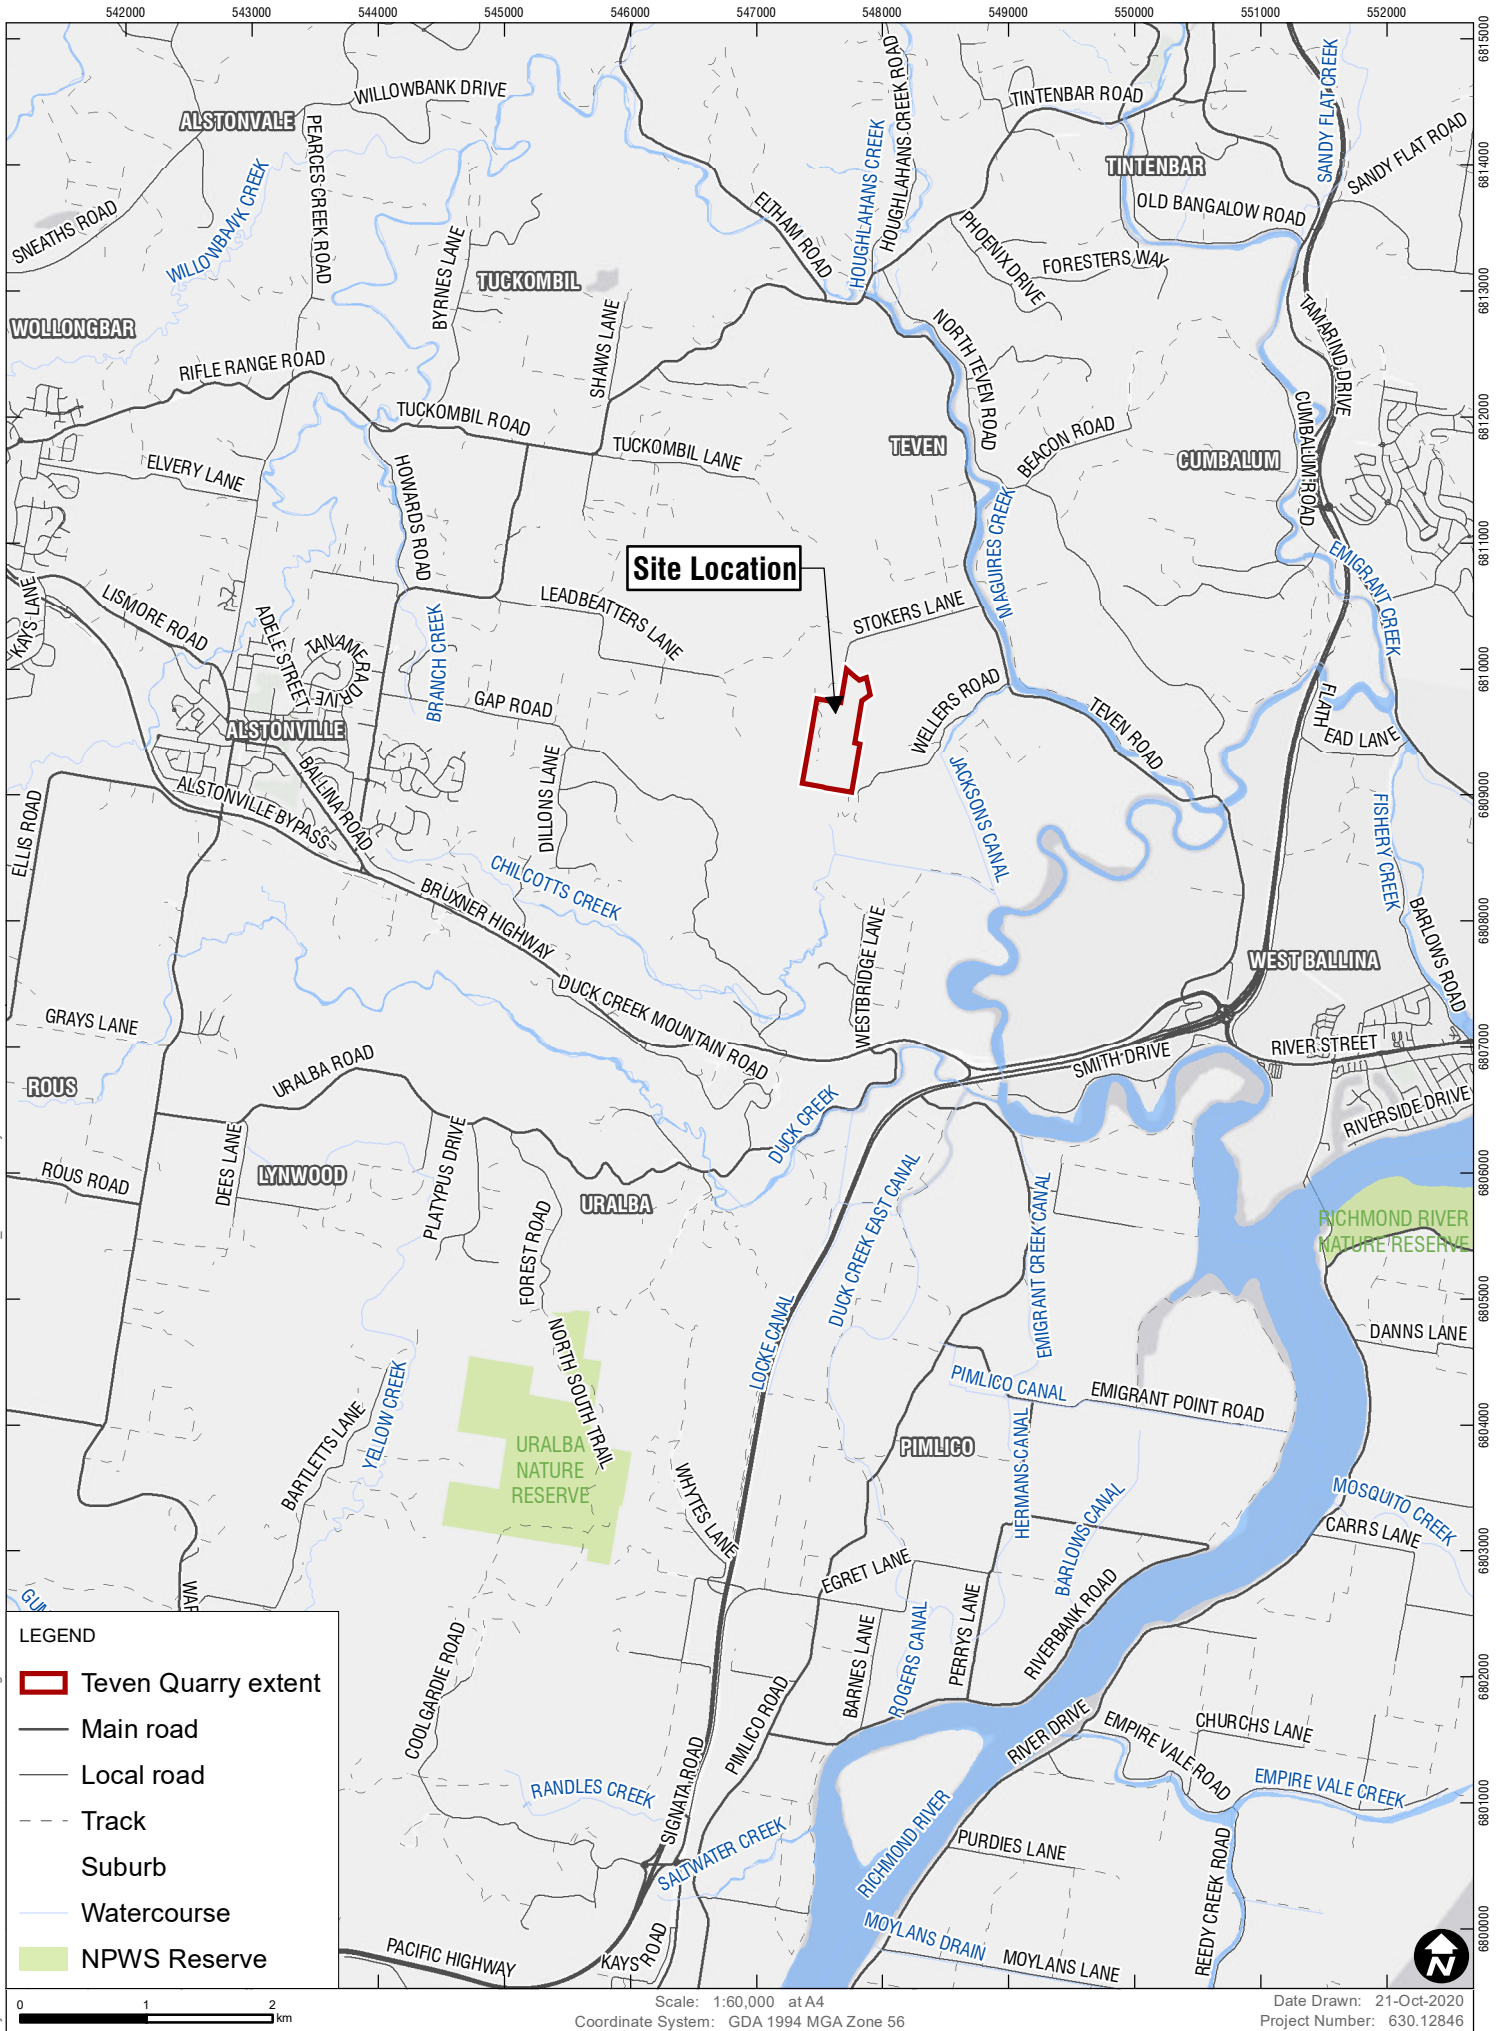 542000 543000 544000 545000 546000 547000 548000 549000 550000 551000 552000
6815000
6814000
6813000
6812000
6811000
6810000
6809000
6808000
6807000
6806000
6805000
6804000
6803000
6802000
6801000
6800000
WILLOWBANK DRIVE
ALSTONVALE
PEARCES CREEK ROAD
WILLOWBANK CREEK
SNEATHS ROAD
HOUGHLAHANS CREEK
HOUGHLAHANS CREEK ROAD
TINTENBAR ROAD
SANDY FLAT CREEK
SANDY FLAT ROAD
TINTENBAR
OLD BANGALOW ROAD
ELTHAM ROAD
PHOENIX DRIVE
FORESTERS WAY
BYRNES LANE
TUCKOMBIL
SHAWS LANE
WOLLONGBAR
RIFLE RANGE ROAD
NORTH TEVEN ROAD
TAMARIND DRIVE
TUCKOMBIL ROAD
TUCKOMBIL LANE
TEVEN
BEACON ROAD
CUMBALUM
CUMBALUM ROAD
ELVERY LANE
HOWARDS ROAD
MAGUIRES CREEK
EMIGRANT CREEK
Site Location
KAYS LANE
LISMORE ROAD
ADELE STREET
TANAMERA
DRIVE
BRANCH CREEK
LEADBEATTERS LANE
STOKERS LANE
GAP ROAD
WELLERS ROAD
TEVEN ROAD
FLATH
EAD LANE
ALSTONVILLE
BALLINA ROAD
ALSTONVILLE BYPASS
DILLONS LANE
JACKSONS CANAL
FISHERY CREEK
ELLIS ROAD
CHILCOTTS CREEK
BRUXNER HIGHWAY
BARLOWS ROAD
WESTBRIDGE LANE
WEST BALLINA
GRAYS LANE
DUCK CREEK MOUNTAIN ROAD
SMITH DRIVE
RIVER STREET
ROUS
URALBA ROAD
DUCK CREEK
RIVERSIDE DRIVE
DEES LANE
PLATYPUS DRIVE
LYNWOOD
ROUS ROAD
URALBA
FOREST ROAD
DUCK CREEK EAST CANAL
EMIGRANT CREEK CANAL
RICHMOND RIVER
NATURE RESERVE
LOCKE CANAL
NORTH SOUTH TRAIL
DANNS LANE
PIMLICO CANAL
EMIGRANT POINT ROAD
YELLOW CREEK
BARTLETTS LANE
URALBA
NATURE
RESERVE
PIMLICO
HERMANS CANAL
WHYTES LANE
BARLOWS CANAL
MOSQUITO CREEK
CARRS LANE
EGRET LANE
PERRYS LANE
RIVERBANK ROAD
BARNES LANE
ROGERS CANAL
COOLGARDIE ROAD
PIMLICO ROAD
RIVER DRIVE
EMPIRE VALE ROAD
CHURCHS LANE
EMPIRE VALE CREEK
RANDLES CREEK
SIGNATA ROAD
SALTWATER CREEK
RICHMOND RIVER
PURDIES LANE
REEDY CREEK ROAD
MOYLANS DRAIN
MOYLANS LANE
PACIFIC HIGHWAY
KAYS
ROAD
LEGEND
Teven Quarry extent
Main road
Local road
Track
Suburb
Watercourse
NPWS Reserve
N
0 1 2
km
Scale: 1:60,000 at A4
Coordinate System: GDA 1994 MGA Zone 56
Date Drawn: 21-Oct-2020
Project Number: 630.12846